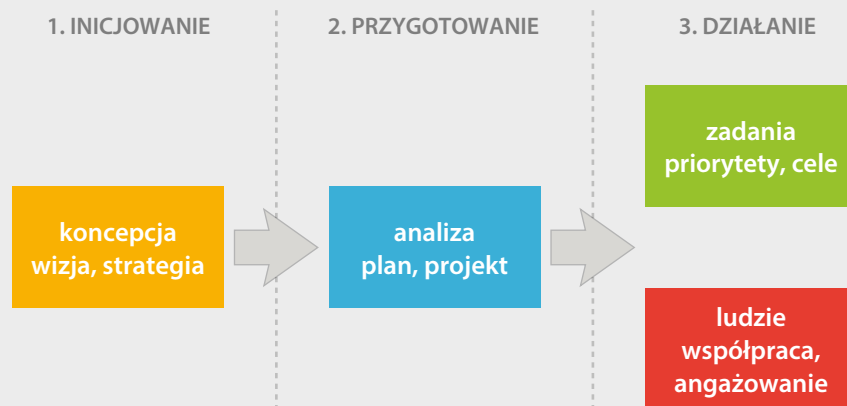 1. INICJOWANIE
2. PRZYGOTOWANIE
3. DZIAŁANIE
koncepcja
wizja, strategia
analiza
plan, projekt
zadania
priorytety, cele
ludzie
współpraca,
angażowanie